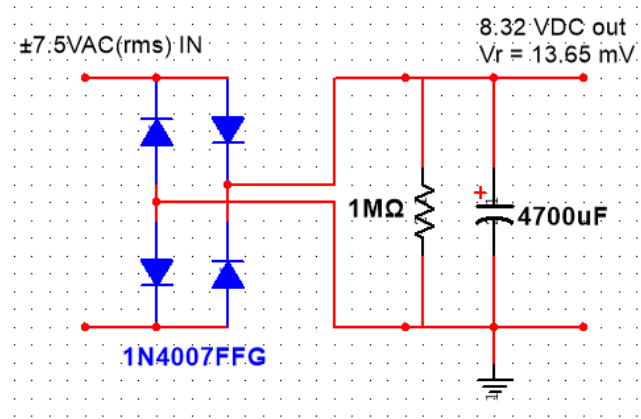 ±7.5VAC(rms) IN
8.32 VDC out
Vr = 13.65 mV
1MΩ
+
4700uF
1N4007FFG